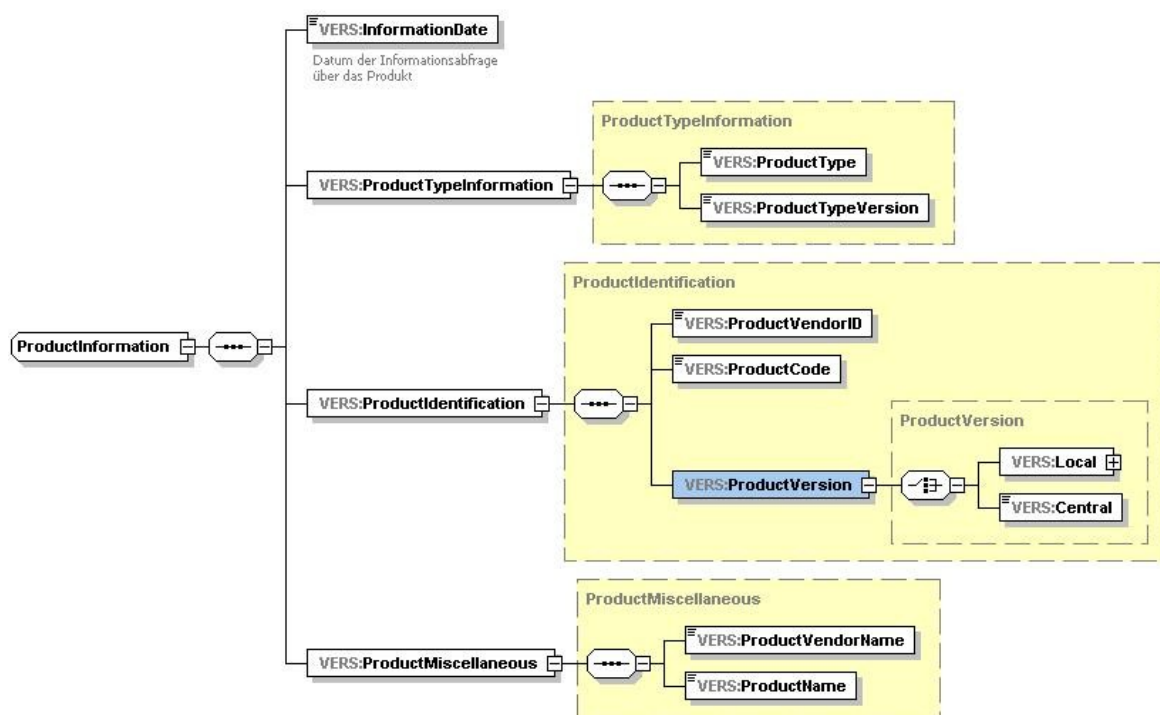 VERS:InformationDate
Datum der Informationsabfrage
über das Produkt
ProductTypeInformation
VERS:ProductType
VERS:ProductTypeInformation
VERS:ProductTypeVersion
ProductIdentification
VERS:ProductVendorID
ProductInformation
VERS:ProductCode
VERS:ProductIdentification
ProductVersion
VERS:Local
VERS:ProductVersion
VERS:Central
ProductMiscellaneous
VERS:ProductVendorName
VERS:ProductMiscellaneous
VERS:ProductName